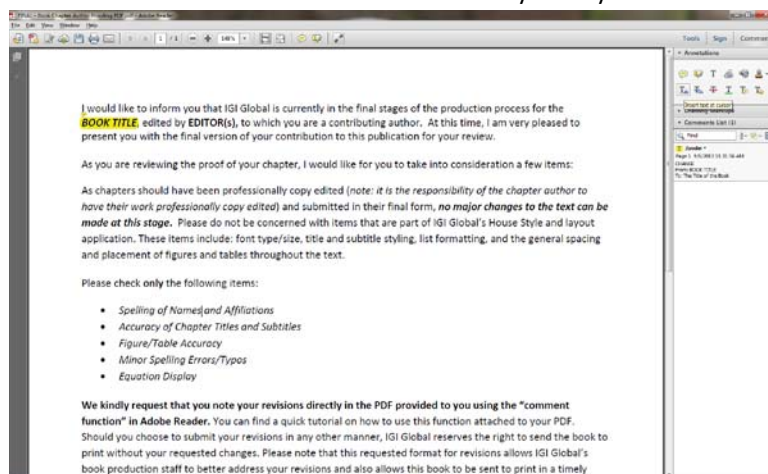 File Edit View Window Help
1 / 1
Tools Sign Comment
Annotations
I would like to inform you that IGI Global is currently in the final stages of the production process for the
BOOK TITLE, edited by EDITOR(s), to which you are a contributing author. At this time, I am very pleased to
present you with the final version of your contribution to this publication for your review.
As you are reviewing the proof of your chapter, I would like for you to take into consideration a few items:
As chapters should have been professionally copy edited (note: it is the responsibility of the chapter author to
have their work professionally copy edited) and submitted in their final form, no major changes to the text can be
made at this stage. Please do not be concerned with items that are part of IGI Global's House Style and layout
application. These items include: font type/size, title and subtitle styling, list formatting, and the general spacing
and placement of figures and tables throughout the text.
Please check only the following items:
• Spelling of Names and Affiliations
• Accuracy of Chapter Titles and Subtitles
• Figure/Table Accuracy
• Minor Spelling Errors/Typos
• Equation Display
We kindly request that you note your revisions directly in the PDF provided to you using the "comment
function" in Adobe Reader. You can find a quick tutorial on how to use this function attached to your PDF.
Should you choose to submit your revisions in any other manner, IGI Global reserves the right to send the book to
print without your requested changes. Please note that this requested format for revisions allows IGI Global's
book production staff to better address your revisions and also allows this book to be sent to print in a timely
Insert text at cursor
Comments List (1)
Find